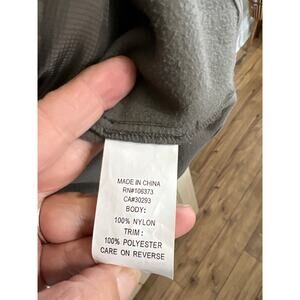 MADE IN CHINA
RN#106373
CA#30293
BODY:
100% NYLON
TRIM :
100% POLYESTER
CARE ON REVERSE